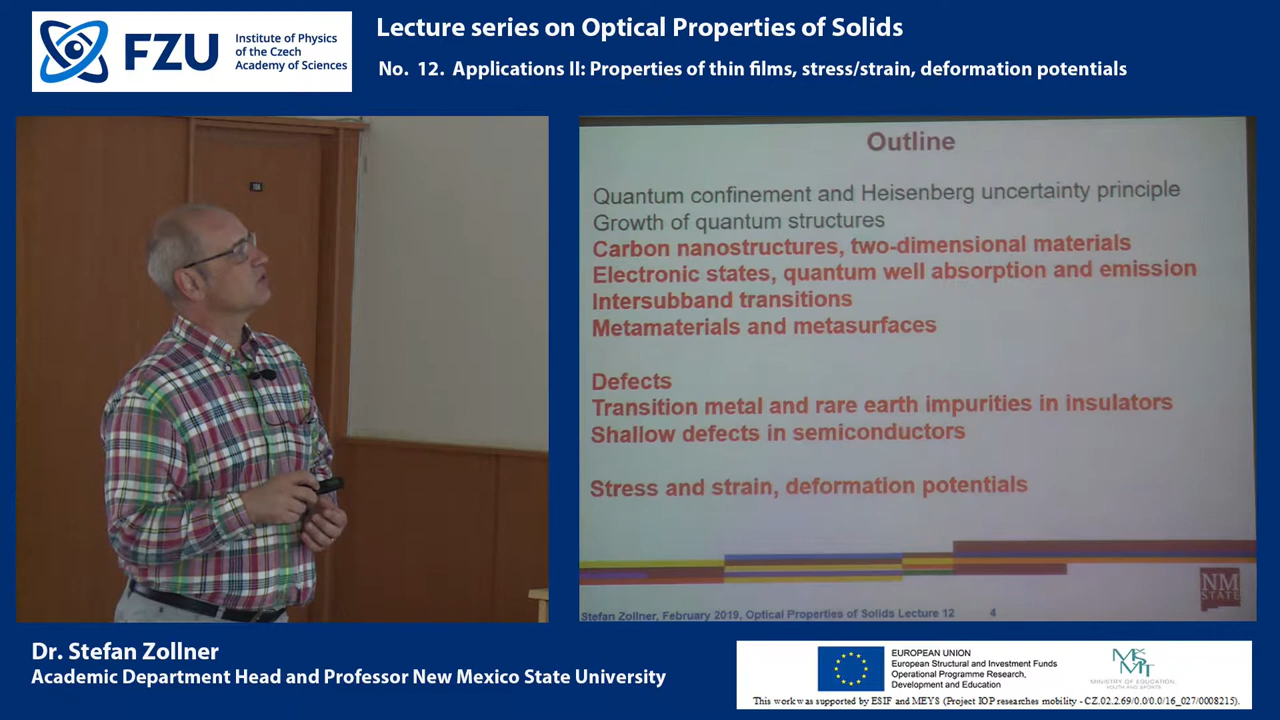 FZU
Institute of Physics
of the Czech
Academy of Sciences
Lecture series on Optical Properties of Solids
No. 12. Applications II: Properties of thin films, stress/strain, deformation potentials
Outline
Quantum confinement and Heisenberg uncertainty principle
Growth of quantum structures
Carbon nanostructures, two-dimensional materials
Electronic states, quantum well absorption and emission
Intersubband transitions
Metamaterials and metasurfaces
Defects
Transition metal and rare earth impurities in insulators
Shallow defects in semiconductors
Stress and strain, deformation potentials
NM
STATE
Stefan Zollner, February 2019, Optical Properties of Solids Lecture 12 4
Dr. Stefan Zollner
Academic Department Head and Professor New Mexico State University
EUROPEAN UNION
European Structural and Investment Funds
Operational Programme Research,
Development and Education
MINISTRY OF EDUCATION,
YOUTH AND SPORTS
This work was supported by ESIF and MEYS (Project IOP researches mobility - CZ.02.2.69/0.0/0.0/16_027/0008215).